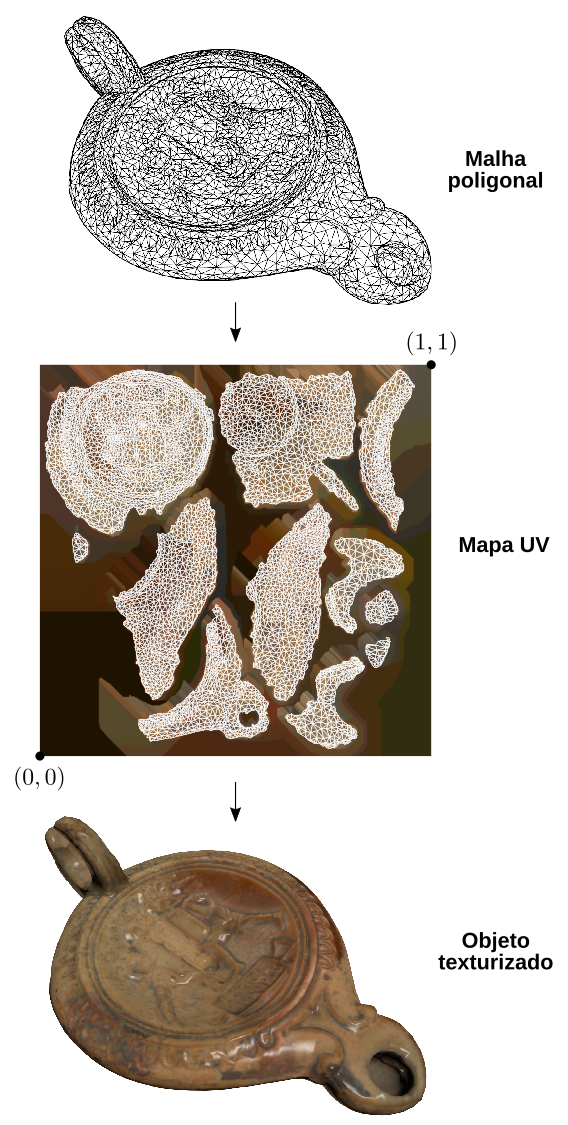 Malha
poligonal
(1, 1)
Mapa UV
(0, 0)
Objeto
texturizado